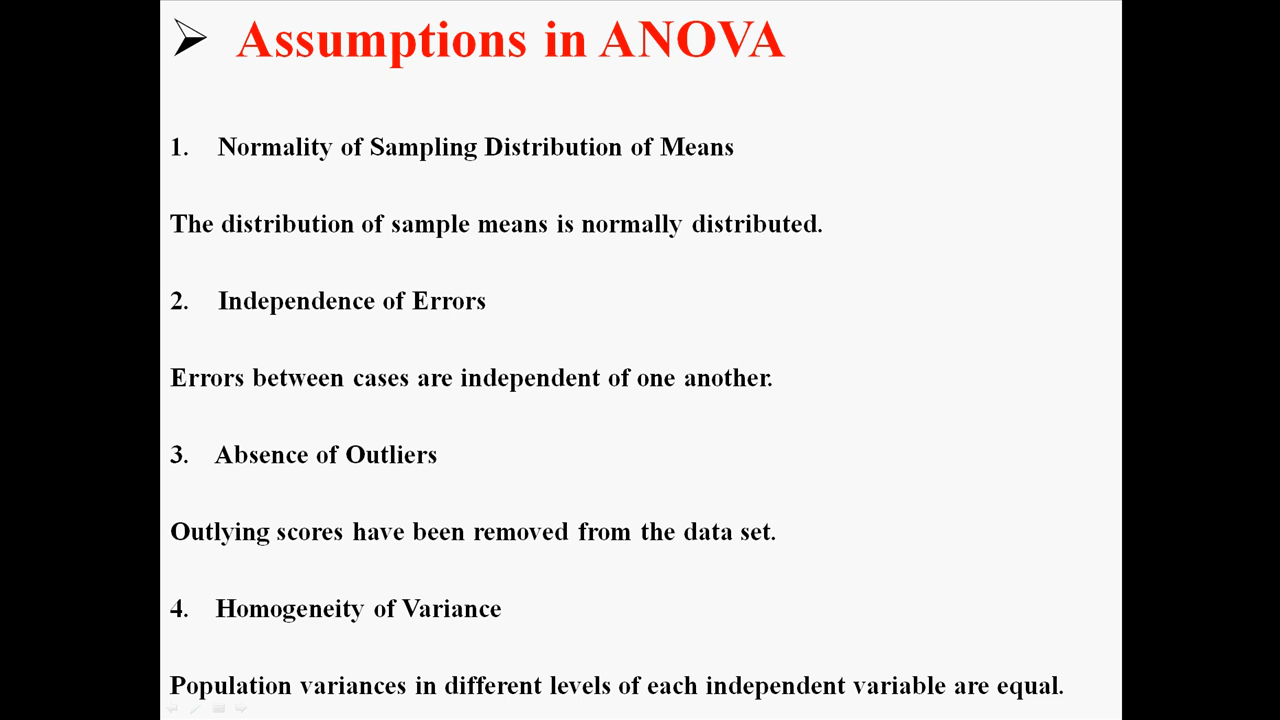 Assumptions in ANOVA
1. Normality of Sampling Distribution of Means
The distribution of sample means is normally distributed.
2. Independence of Errors
Errors between cases are independent of one another.
3. Absence of Outliers
Outlying scores have been removed from the data set.
4. Homogeneity of Variance
Population variances in different levels of each independent variable are equal.